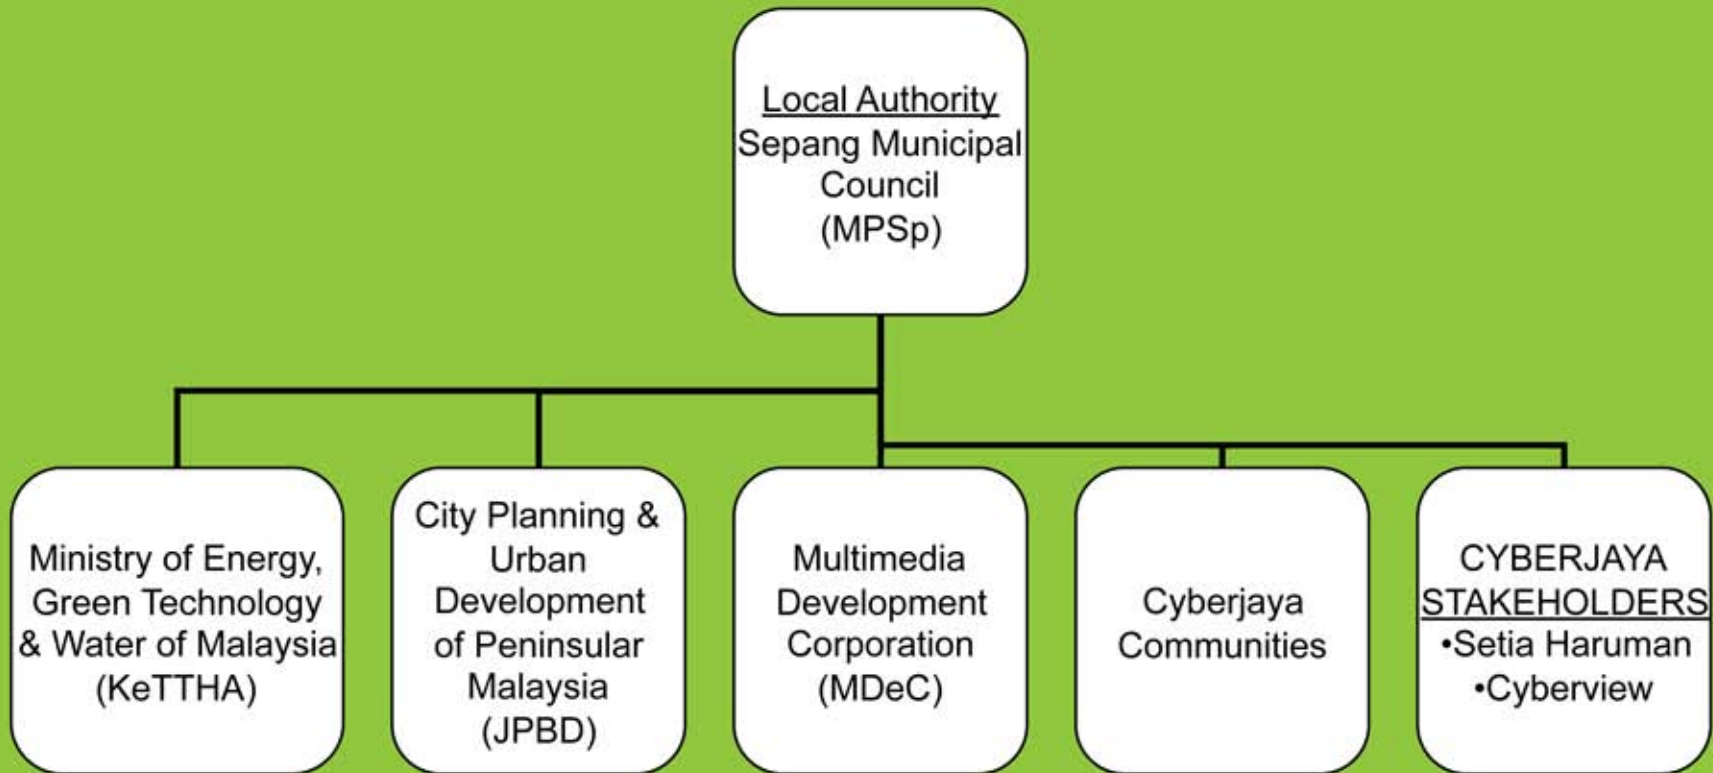 Local Authority
Sepang Municipal
Council
(MPSp)
Ministry of Energy,
Green Technology
& Water of Malaysia
(KeTTHA)
City Planning &
Urban
Development
of Peninsular
Malaysia
(JPBD)
Multimedia
Development
Corporation
(MDeC)
Cyberjaya
Communities
CYBERJAYA
STAKEHOLDERS
•Setia Haruman
•Cyberview